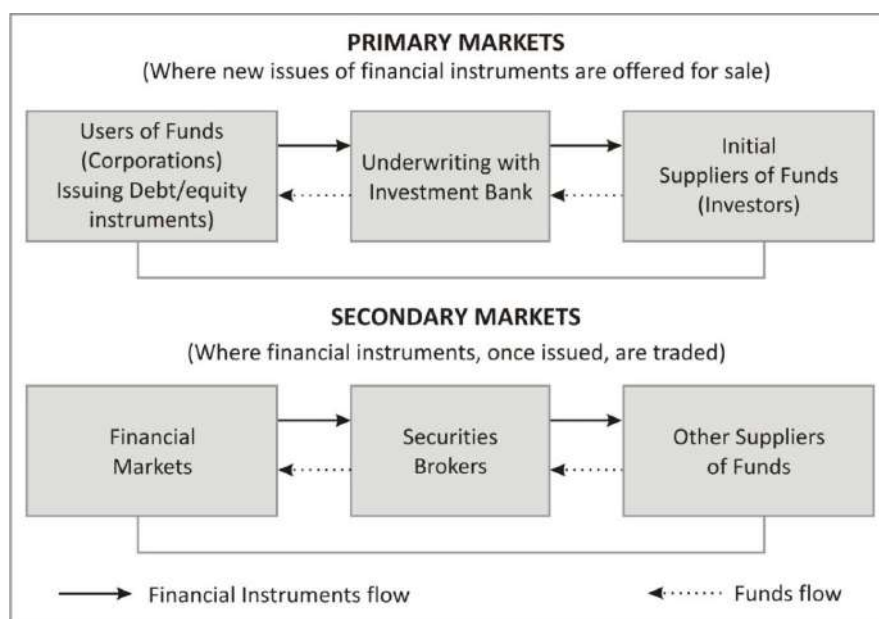 PRIMARY MARKETS
(Where new issues of financial instruments are offered for sale)
Users of Funds
(Corporations)
Issuing Debt/equity
instruments)
Underwriting with
Investment Bank
Initial
Suppliers of Funds
(Investors)
SECONDARY MARKETS
(Where financial instruments, once issued, are traded)
Financial
Markets
Securities
Brokers
Other Suppliers
of Funds
Financial Instruments flow
Funds flow